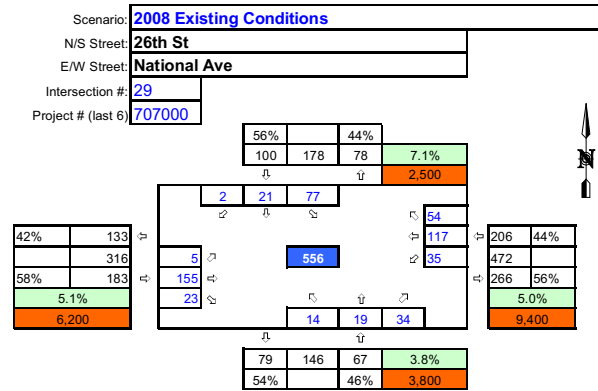 Scenario: 2008 Existing Conditions
N/S Street: 26th St
E/W Street: National Ave
Intersection #: 29
Project # (last 6) 707000
56% 44%
100 178 78 7.1%
⇩ ⇧ 2,500
N
2 21 77
⬃ ⇩ ⬂
⬁ 54
42% 133 ⇦ ⇦ 117 ⇦ 206 44%
316 5 ⬀ 556 ⬃ 35 472
58% 183 ⇨ 155 ⇨ ⇨ 266 56%
5.1% 23 ⬂ ⬁ ⇧ ⬀ 5.0%
6,200 14 19 34 9,400
⇩ ⇧
79 146 67 3.8%
54% 46% 3,800